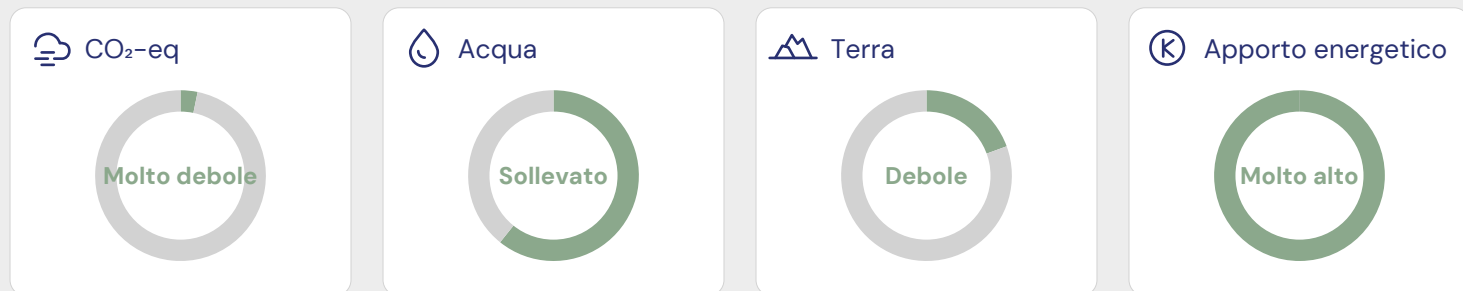 CO₂-eq
Molto debole
Acqua
Sollevato
Terra
Debole
Apporto energetico
Molto alto